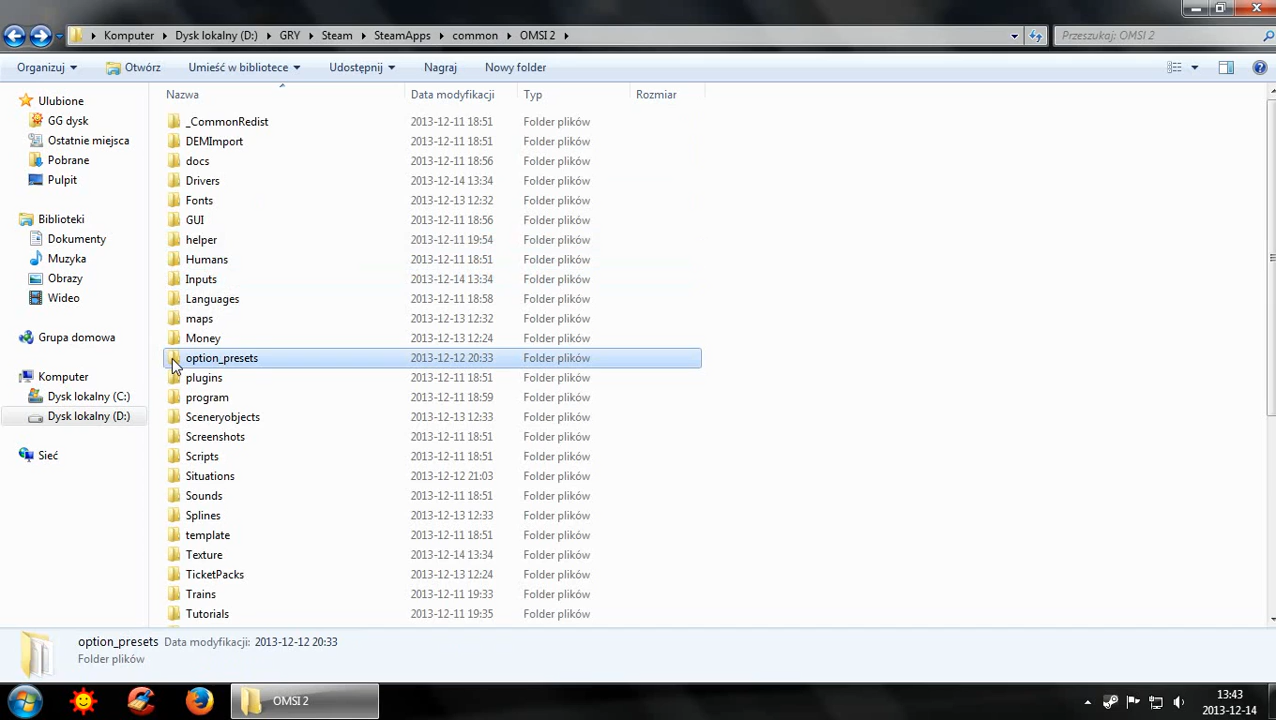 Komputer ▸ Dysk lokalny (D:) ▸ GRY ▸ Steam ▸ SteamApps ▸ common ▸ OMSI 2 ▸ Przeszukaj: OMSI 2
Organizuj Otwórz Umieść w bibliotece Udostępnij Nagraj Nowy folder
Ulubione
GG dysk
Ostatnie miejsca
Pobrane
Pulpit
Biblioteki
Dokumenty
Muzyka
Obrazy
Wideo
Grupa domowa
Komputer
Dysk lokalny (C:)
Dysk lokalny (D:)
Sieć
Nazwa Data modyfikacji Typ Rozmiar
_CommonRedist 2013-12-11 18:51 Folder plików
DEMImport 2013-12-11 18:51 Folder plików
docs 2013-12-11 18:56 Folder plików
Drivers 2013-12-14 13:34 Folder plików
Fonts 2013-12-13 12:32 Folder plików
GUI 2013-12-11 18:56 Folder plików
helper 2013-12-11 19:54 Folder plików
Humans 2013-12-11 18:51 Folder plików
Inputs 2013-12-14 13:34 Folder plików
Languages 2013-12-11 18:58 Folder plików
maps 2013-12-13 12:32 Folder plików
Money 2013-12-13 12:24 Folder plików
option_presets 2013-12-12 20:33 Folder plików
plugins 2013-12-11 18:51 Folder plików
program 2013-12-11 18:59 Folder plików
Sceneryobjects 2013-12-13 12:33 Folder plików
Screenshots 2013-12-11 18:51 Folder plików
Scripts 2013-12-11 18:51 Folder plików
Situations 2013-12-12 21:03 Folder plików
Sounds 2013-12-11 18:51 Folder plików
Splines 2013-12-13 12:33 Folder plików
template 2013-12-11 18:51 Folder plików
Texture 2013-12-14 13:34 Folder plików
TicketPacks 2013-12-13 12:24 Folder plików
Trains 2013-12-11 19:33 Folder plików
Tutorials 2013-12-11 19:35 Folder plików
option_presets Data modyfikacji: 2013-12-12 20:33
Folder plików
OMSI 2
13:43
2013-12-14